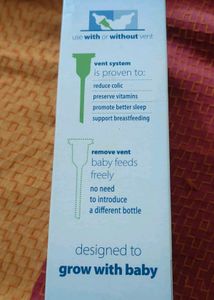 use with or without vent
vent system
is proven to:
reduce colic
preserve vitamins
promote better sleep
support breastfeeding
remove vent
baby feeds
freely
no need
to introduce
a different bottle
designed to
grow with baby